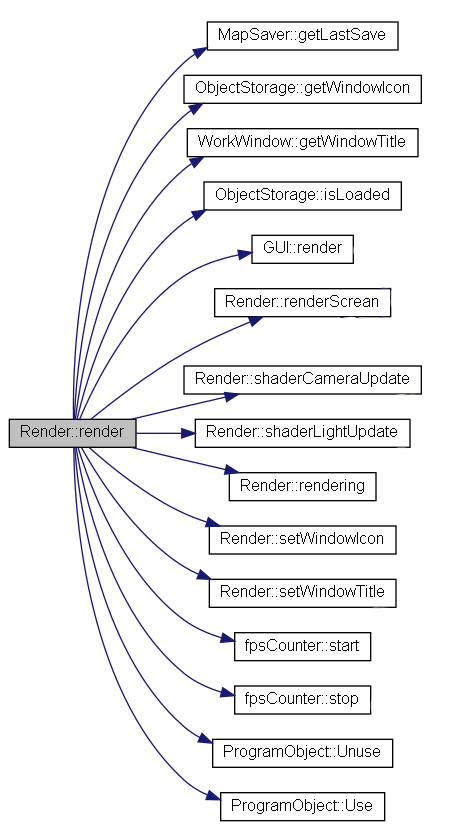 MapSaver::getLastSave
ObjectStorage::getWindowIcon
WorkWindow::getWindowTitle
ObjectStorage::isLoaded
GUI::render
Render::renderScrean
Render::shaderCameraUpdate
Render::render
Render::shaderLightUpdate
Render::rendering
Render::setWindowIcon
Render::setWindowTitle
fpsCounter::start
fpsCounter::stop
ProgramObject::Unuse
ProgramObject::Use